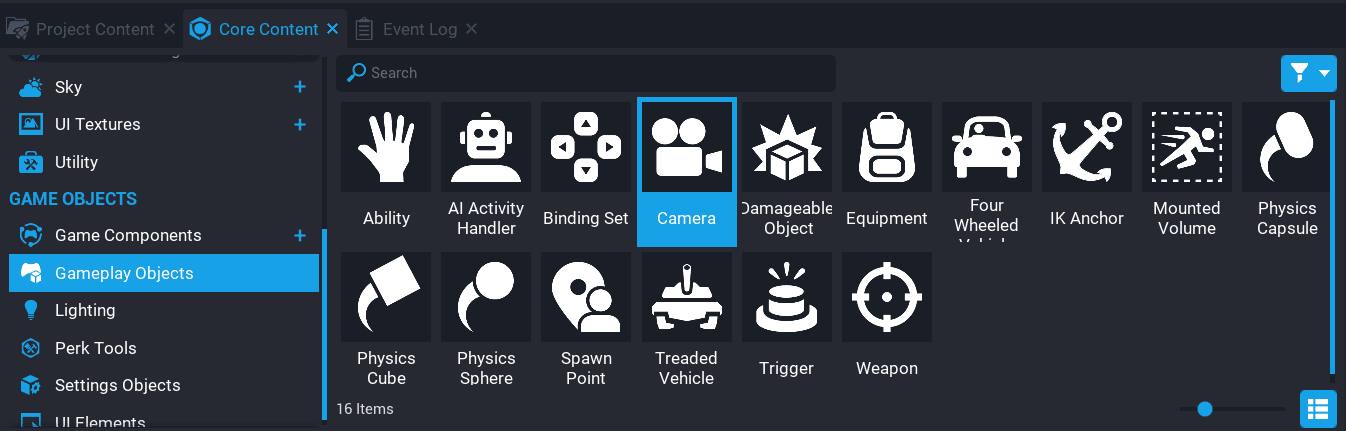 Project Content
Core Content
Event Log
Sky
UI Textures
Utility
GAME OBJECTS
Game Components
Gameplay Objects
Lighting
Perk Tools
Settings Objects
UI Elements
Search
Ability
AI Activity
Handler
Binding Set
Camera
Damageable
Object
Equipment
Four
Wheeled
Vehicle
IK Anchor
Mounted
Volume
Physics
Capsule
Physics
Cube
Physics
Sphere
Spawn
Point
Treaded
Vehicle
Trigger
Weapon
16 Items